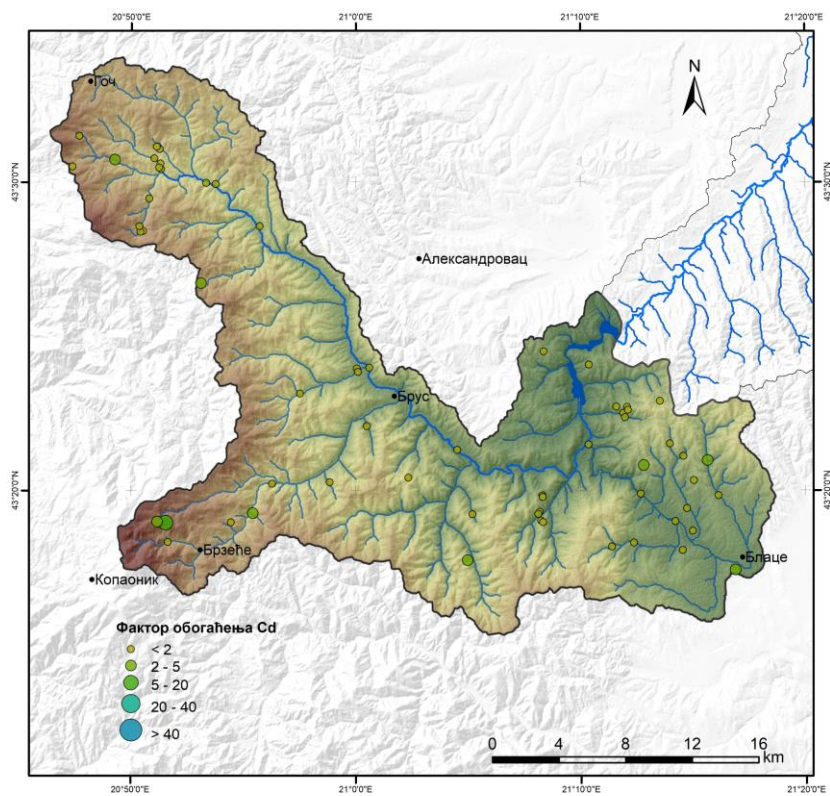 20°50'0"E 21°0'0"E 21°10'0"E 21°20'0"E
N
Гоч
43°30'0"N 43°30'0"N
Александровац
Брус
43°20'0"N 43°20'0"N
Брзеће
Блаце
Копаоник
Фактор обогаћења Cd
< 2
2 - 5
5 - 20
20 - 40
> 40
0 4 8 12 16
km
20°50'0"E 21°0'0"E 21°10'0"E 21°20'0"E